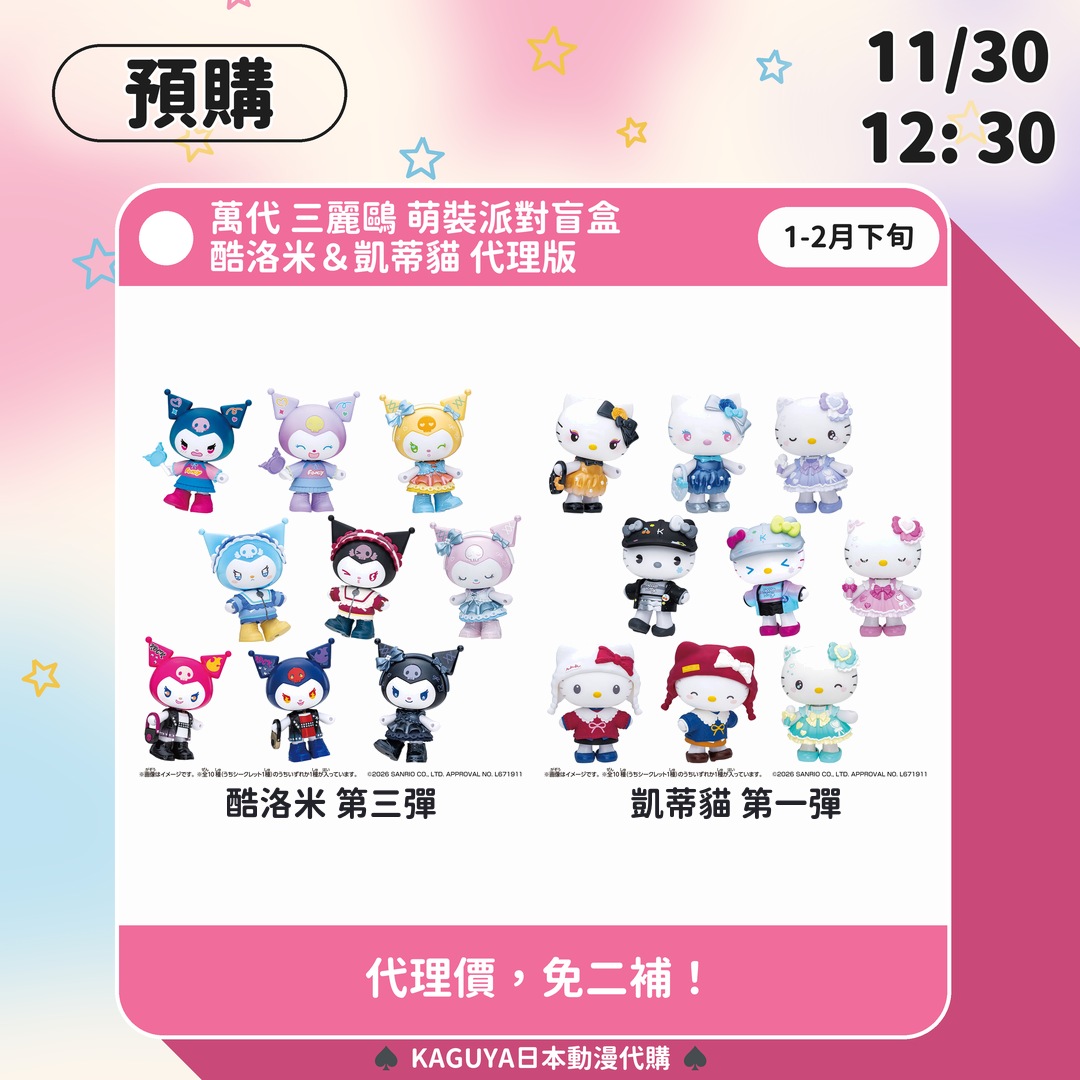 預購
11/30
12:30
萬代 三麗鷗 萌裝派對盲盒
酷洛米＆凱蒂貓 代理版
1-2月下旬
※画像はイメージです。※全10種(うちシークレット1種)のうちいずれか1種が入っています。 ©2026 SANRIO CO., LTD. APPROVAL NO. L671911
※画像はイメージです。※全10種(うちシークレット1種)のうちいずれか1種が入っています。 ©2026 SANRIO CO., LTD. APPROVAL NO. L671911
酷洛米 第三彈
凱蒂貓 第一彈
代理價，免二補！
♠ KAGUYA日本動漫代購 ♠